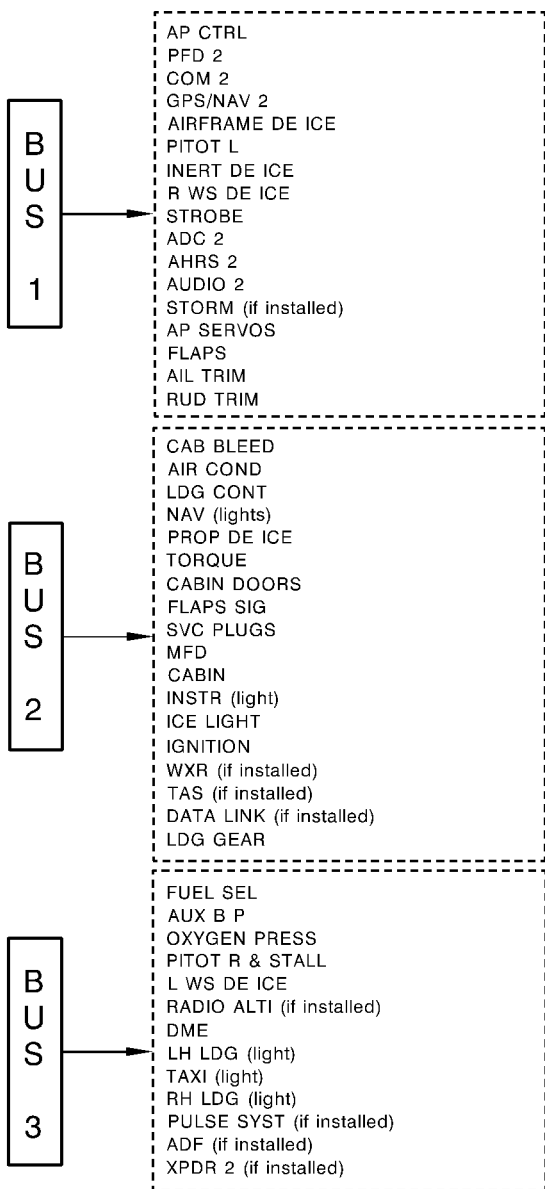 BUS 1
AP CTRL
PFD 2
COM 2
GPS/NAV 2
AIRFRAME DE ICE
PITOT L
INERT DE ICE
R WS DE ICE
STROBE
ADC 2
AHRS 2
AUDIO 2
STORM (if installed)
AP SERVOS
FLAPS
AIL TRIM
RUD TRIM
BUS 2
CAB BLEED
AIR COND
LDG CONT
NAV (lights)
PROP DE ICE
TORQUE
CABIN DOORS
FLAPS SIG
SVC PLUGS
MFD
CABIN
INSTR (light)
ICE LIGHT
IGNITION
WXR (if installed)
TAS (if installed)
DATA LINK (if installed)
LDG GEAR
BUS 3
FUEL SEL
AUX B P
OXYGEN PRESS
PITOT R & STALL
L WS DE ICE
RADIO ALTI (if installed)
DME
LH LDG (light)
TAXI (light)
RH LDG (light)
PULSE SYST (if installed)
ADF (if installed)
XPDR 2 (if installed)